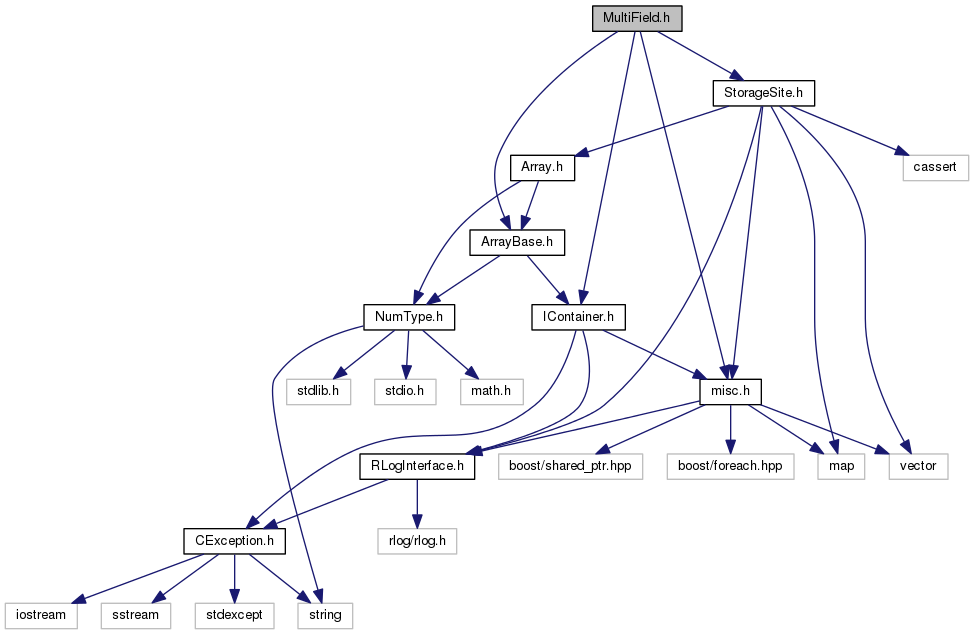 MultiField.h
StorageSite.h
Array.h
cassert
ArrayBase.h
NumType.h
IContainer.h
stdlib.h
stdio.h
math.h
misc.h
RLogInterface.h
boost/shared_ptr.hpp
boost/foreach.hpp
map
vector
CException.h
rlog/rlog.h
iostream
sstream
stdexcept
string